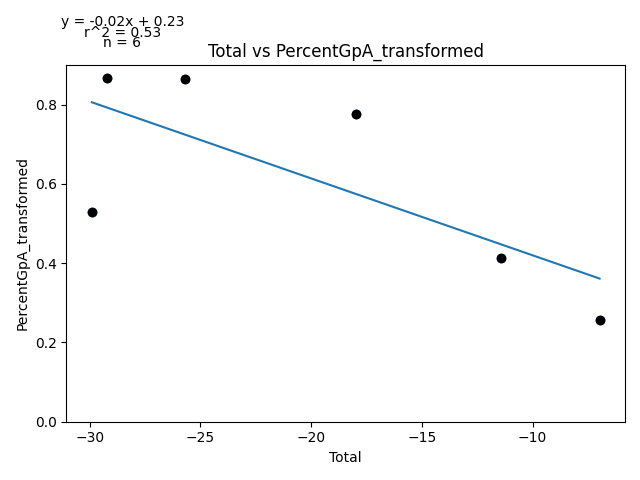 y = -0.02x + 0.23
r^2 = 0.53
n = 6
Total vs PercentGpA_transformed
PercentGpA_transformed
0.8
0.6
0.4
0.2
0.0
−30
−25
−20
−15
−10
Total